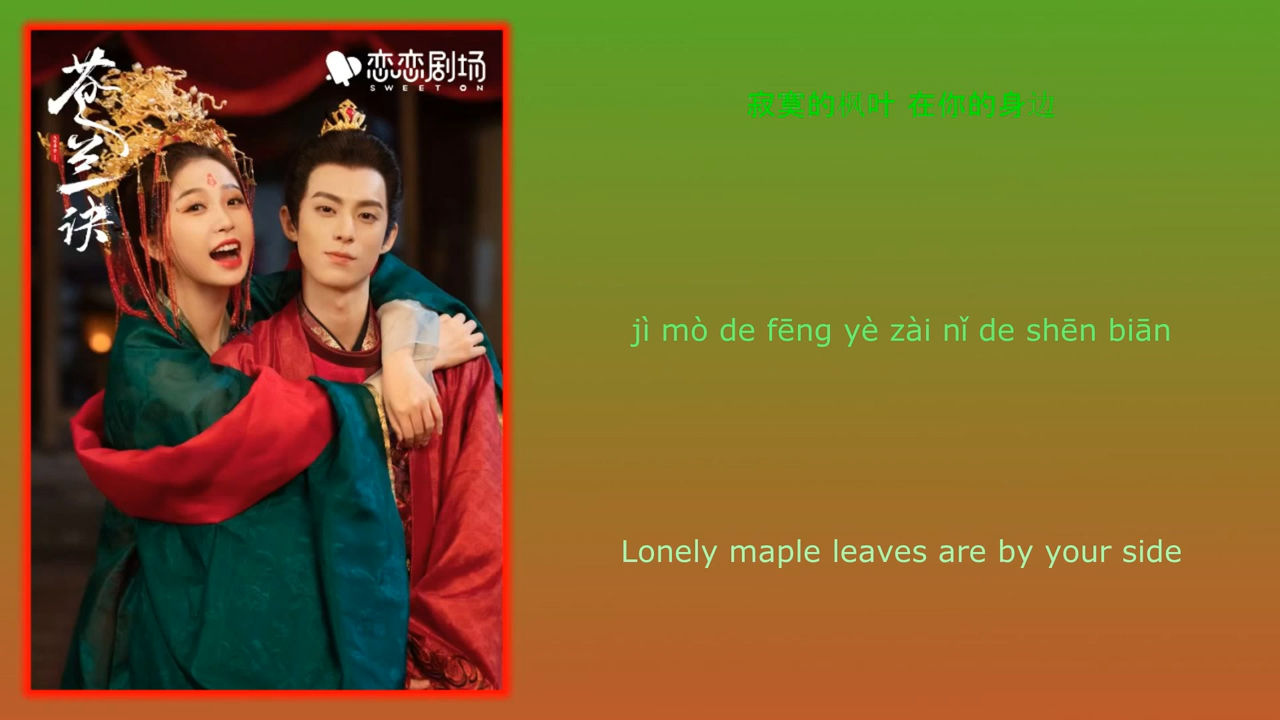 苍兰诀
恋恋剧场
SWEET ON
寂寞的枫叶 在你的身边
jì mò de fēng yè zài nǐ de shēn biān
Lonely maple leaves are by your side